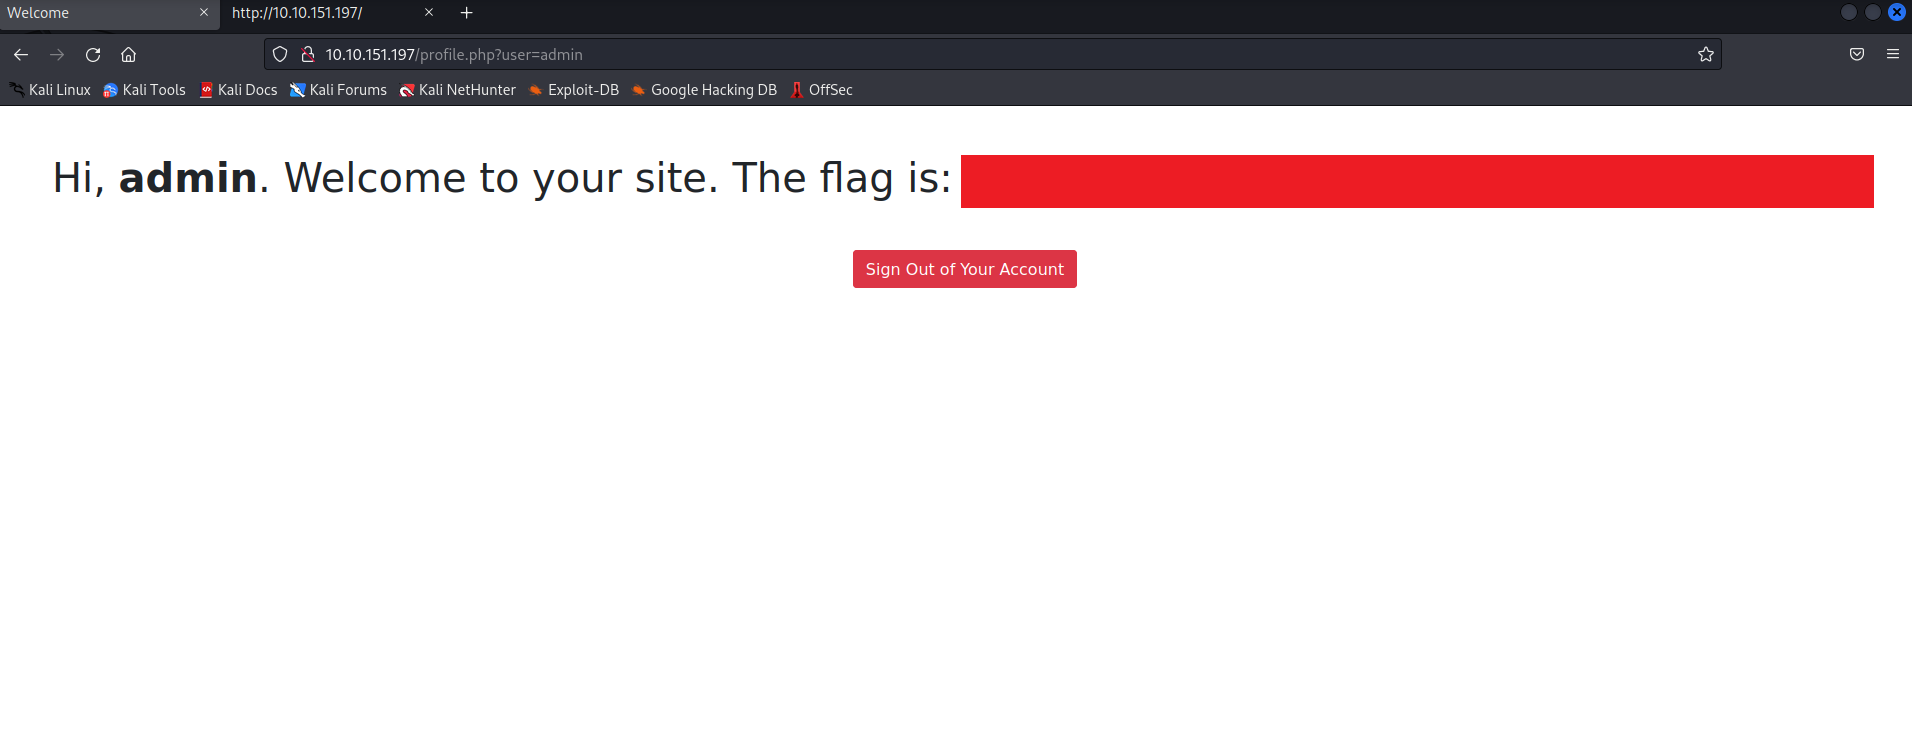 Welcome
http://10.10.151.197/
10.10.151.197/profile.php?user=admin
Kali Linux Kali Tools Kali Docs Kali Forums Kali NetHunter Exploit-DB Google Hacking DB OffSec
Hi, admin. Welcome to your site. The flag is:
Sign Out of Your Account